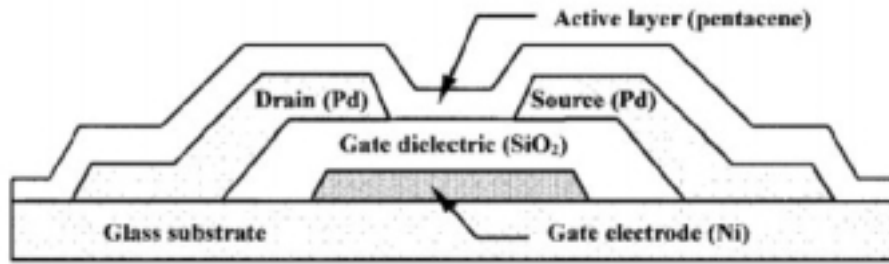 Active layer (pentacene)
Drain (Pd)
Source (Pd)
Gate dielectric (SiO₂)
Glass substrate
Gate electrode (Ni)